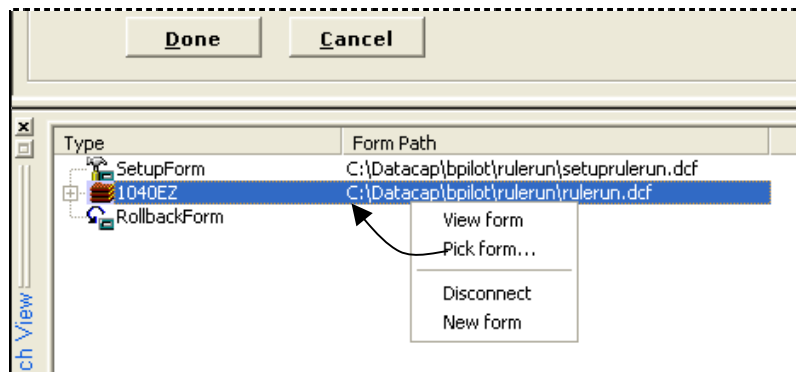 Done Cancel
Type Form Path
SetupForm C:\Datacap\bpilot\rulerun\setuprulerun.dcf
1040EZ C:\Datacap\bpilot\rulerun\rulerun.dcf
RollbackForm
View form
Pick form...
Disconnect
New form
ch View